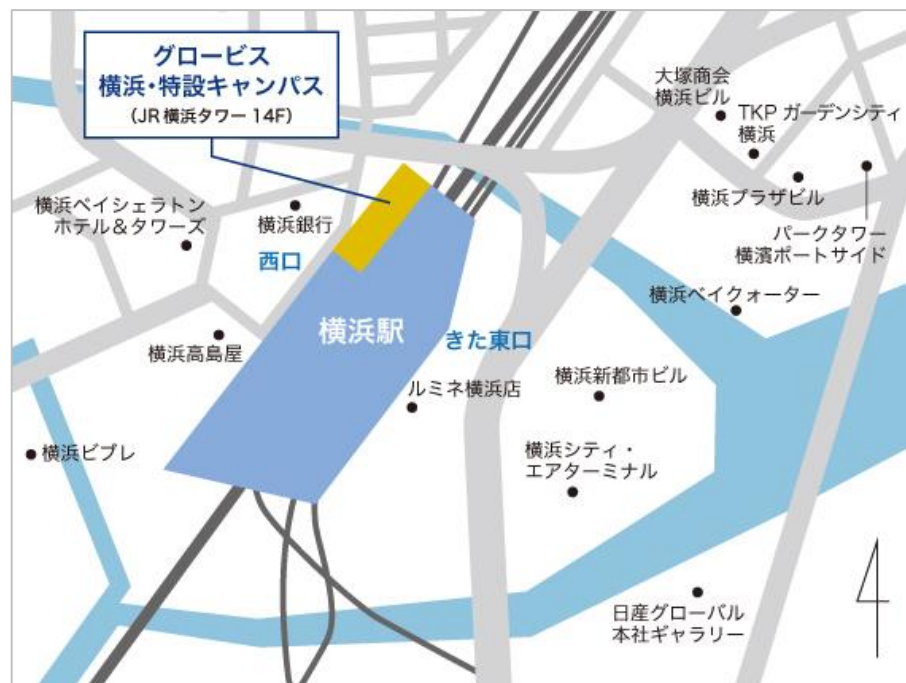 グロービス
横浜・特設キャンパス
（JR横浜タワー14F）
大塚商会
横浜ビル
TKP ガーデンシティ
横浜
横浜プラザビル
パークタワー
横濱ポートサイド
横浜ベイシェラトン
ホテル＆タワーズ
横浜銀行
西口
横浜ベイクォーター
横浜駅
きた東口
横浜高島屋
ルミネ横浜店
横浜新都市ビル
横浜ビブレ
横浜シティ・
エアターミナル
日産グローバル
本社ギャラリー